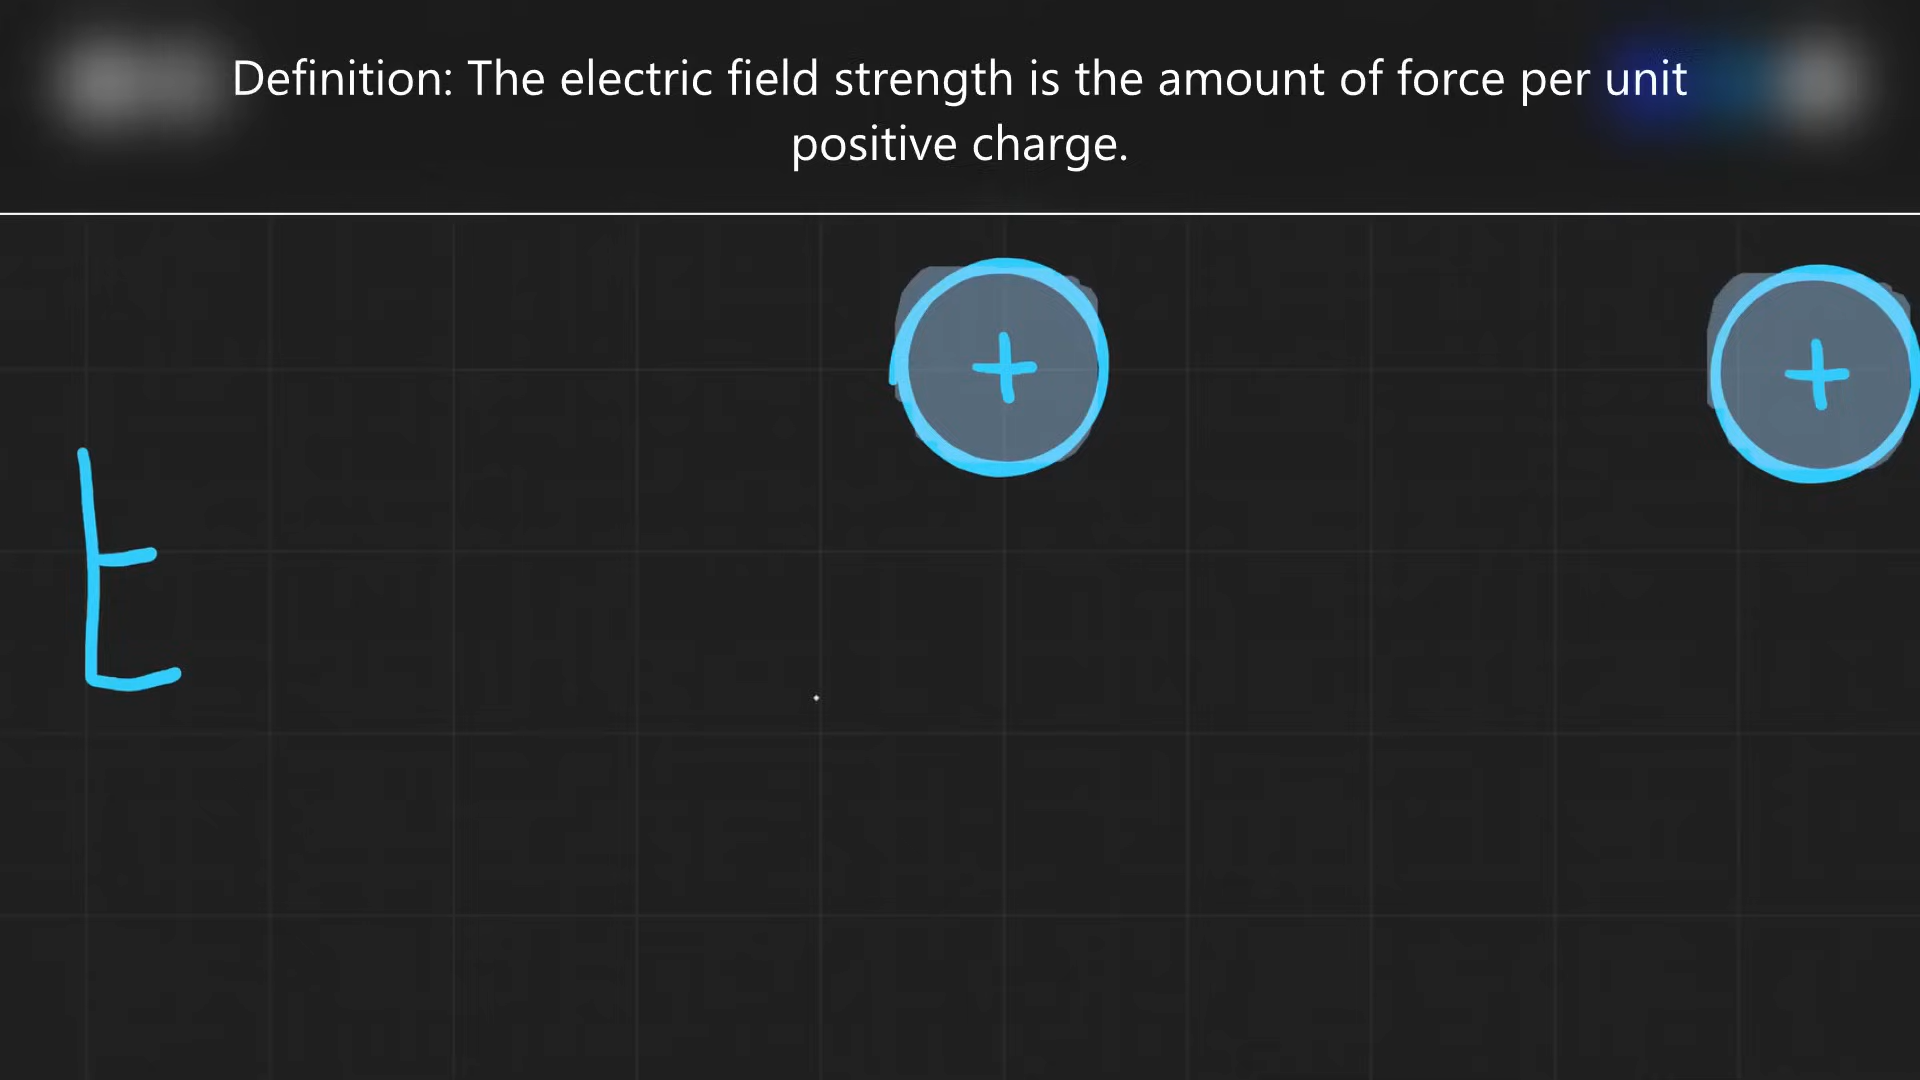 Definition: The electric field strength is the amount of force per unit
positive charge.
+ +
E